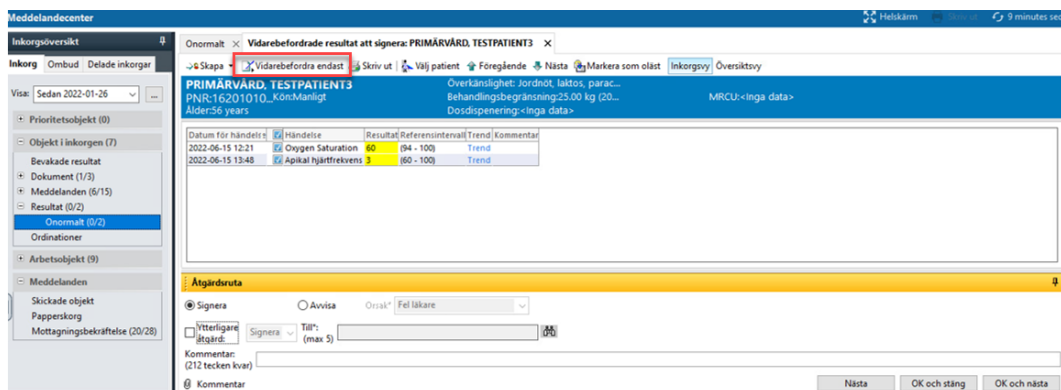 Meddelandecenter
Helskärm Skriv ut 9 minutes sed
Inkorgsöversikt
Inkorg Ombud Delade inkorgar
Visa: Sedan 2022-01-26 ...
Prioritetsobjekt (0)
Objekt i inkorgen (7)
Bevakade resultat
Dokument (1/3)
Meddelanden (6/15)
Resultat (0/2)
Onormalt (0/2)
Ordinationer
Arbetsobjekt (9)
Meddelanden
Skickade objekt
Papperskorg
Mottagningsbekräftelse (20/28)
Onormalt Vidarebefordrade resultat att signera: PRIMÄRVÅRD, TESTPATIENT3
Skapa Vidarebefordra endast Skriv ut Välj patient Föregående Nästa Markera som oläst Inkorgsvy Översiktsvy
PRIMÄRVÅRD, TESTPATIENT3 Överkänslighet: Jordnöt, laktos, parac...
PNR:16201010...Kön:Manligt Behandlingsbegränsning:25.00 kg (20... MRCU:<Inga data>
Ålder:56 years Dosdispenering:<Inga data>
Datum för händels Händelse Resultat Referensintervall Trend Kommentar
2022-06-15 12:21 Oxygen Saturation 60 (94 - 100) Trend
2022-06-15 13:48 Apikal hjärtfrekvens 3 (60 - 100) Trend
Åtgärdsruta
Signera Avvisa Orsak* Fel läkare
Ytterligare åtgärd: Signera Till*: (max 5)
Kommentar:
(212 tecken kvar)
Kommentar
Nästa OK och stäng OK och nästa